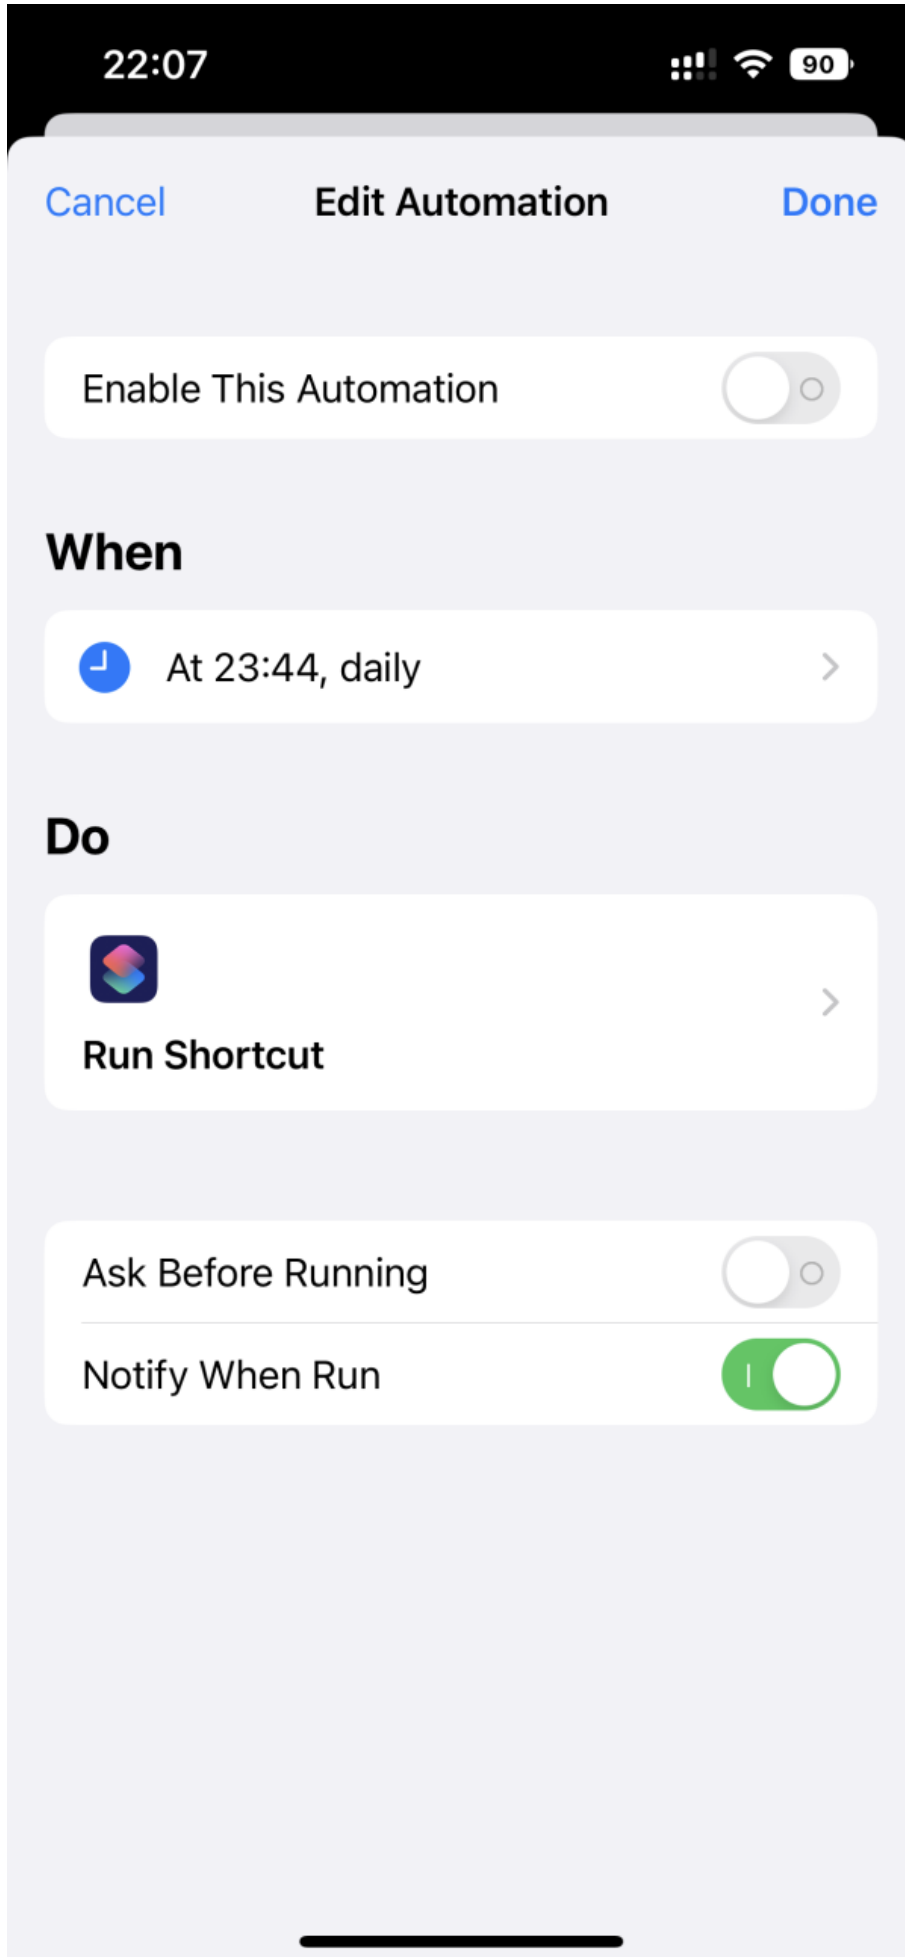 22:07
90
Cancel
Edit Automation
Done
Enable This Automation
When
At 23:44, daily
Do
Run Shortcut
Ask Before Running
Notify When Run